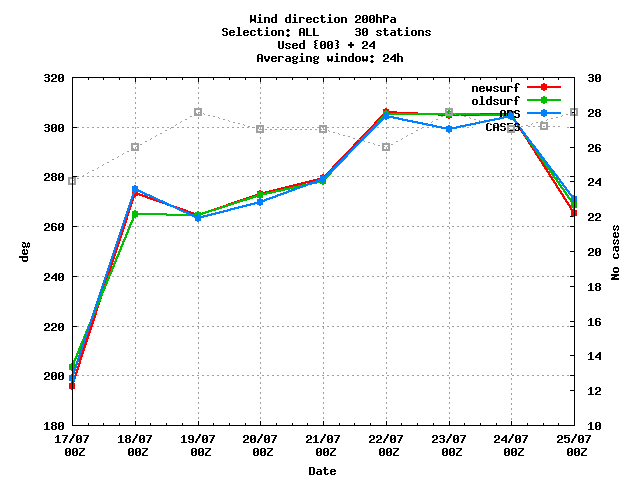 Wind direction 200hPa
Selection: ALL 30 stations
Used {00} + 24
Averaging window: 24h
320 30
newsurf
oldsurf
OBS 28
300 CASES
26
280 24
22
260
deg 20 No cases
240
18
220 16
14
200
12
180 10
17/07 18/07 19/07 20/07 21/07 22/07 23/07 24/07 25/07
00Z 00Z 00Z 00Z 00Z 00Z 00Z 00Z 00Z
Date